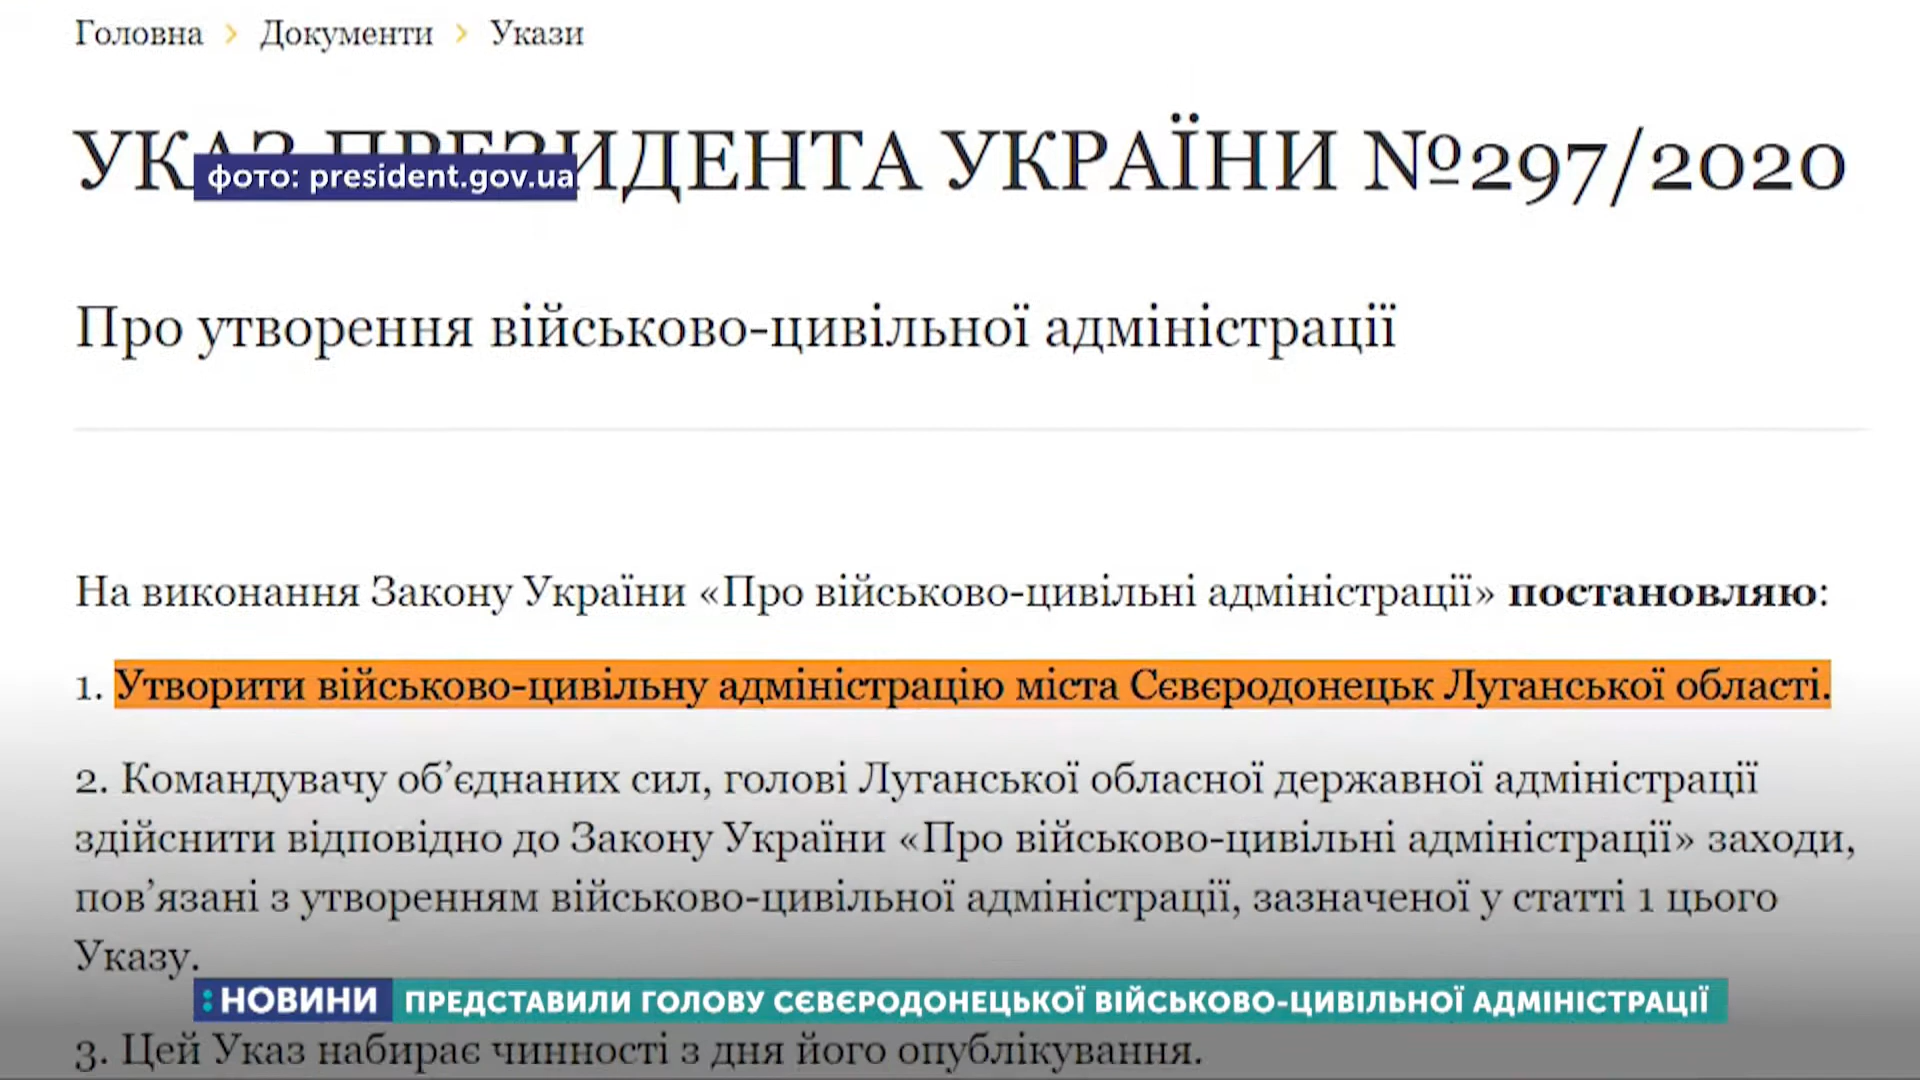 Головна › Документи › Укази
УКАЗ ПРЕЗИДЕНТА УКРАЇНИ №297/2020
фото: president.gov.ua
Про утворення військово-цивільної адміністрації
На виконання Закону України «Про військово-цивільні адміністрації» постановляю:
1. Утворити військово-цивільну адміністрацію міста Сєвєродонецьк Луганської області.
2. Командувачу об’єднаних сил, голові Луганської обласної державної адміністрації
здійснити відповідно до Закону України «Про військово-цивільні адміністрації» заходи,
пов’язані з утворенням військово-цивільної адміністрації, зазначеної у статті 1 цього
Указу.
:НОВИНИ ПРЕДСТАВИЛИ ГОЛОВУ СЄВЄРОДОНЕЦЬКОЇ ВІЙСЬКОВО-ЦИВІЛЬНОЇ АДМІНІСТРАЦІЇ
3. Цей Указ набирає чинності з дня його опублікування.